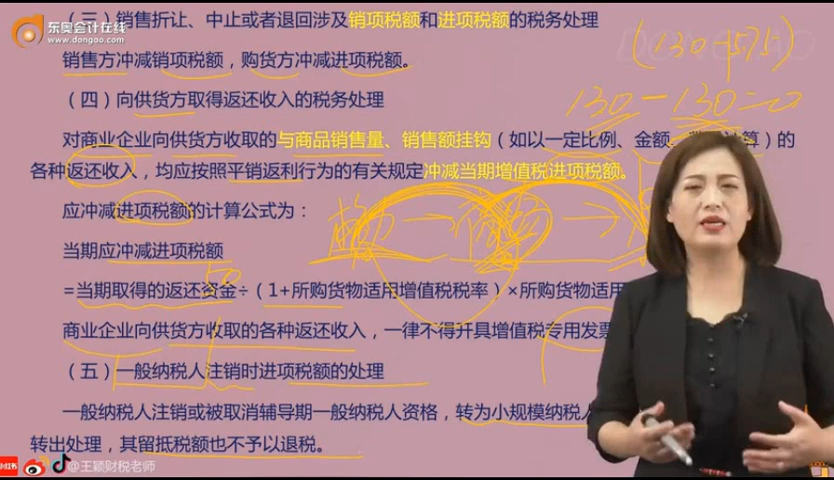 东奥会计在线
www.dongao.com
（三）销售折让、中止或者退回涉及销项税额和进项税额的税务处理
(130-5.75)
销售方冲减销项税额，购货方冲减进项税额。
（四）向供货方取得返还收入的税务处理
130-130=0
对商业企业向供货方收取的与商品销售量、销售额挂钩（如以一定比例、金额、算）的
各种返还收入，均应按照平销返利行为的有关规定冲减当期增值税进项税额。
应冲减进项税额的计算公式为：
当期应冲减进项税额
=当期取得的返还资金÷（1+所购货物适用增值税税率）×所购货物适用
商业企业向供货方收取的各种返还收入，一律不得开具增值税专用发票
（五）一般纳税人注销时进项税额的处理
一般纳税人注销或被取消辅导期一般纳税人资格，转为小规模纳税人
转出处理，其留抵税额也不予以退税。
小红书 @王颖财税老师